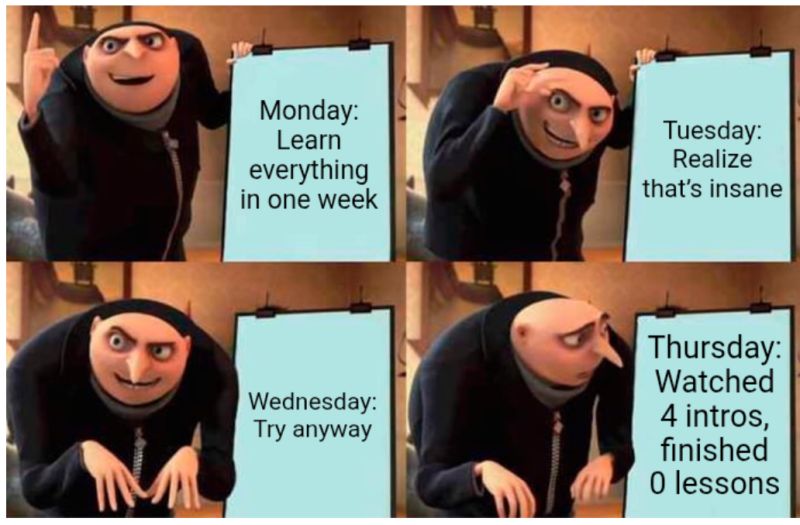 Monday:
Learn
everything
in one week
Tuesday:
Realize
that’s insane
Wednesday:
Try anyway
Thursday:
Watched
4 intros,
finished
0 lessons